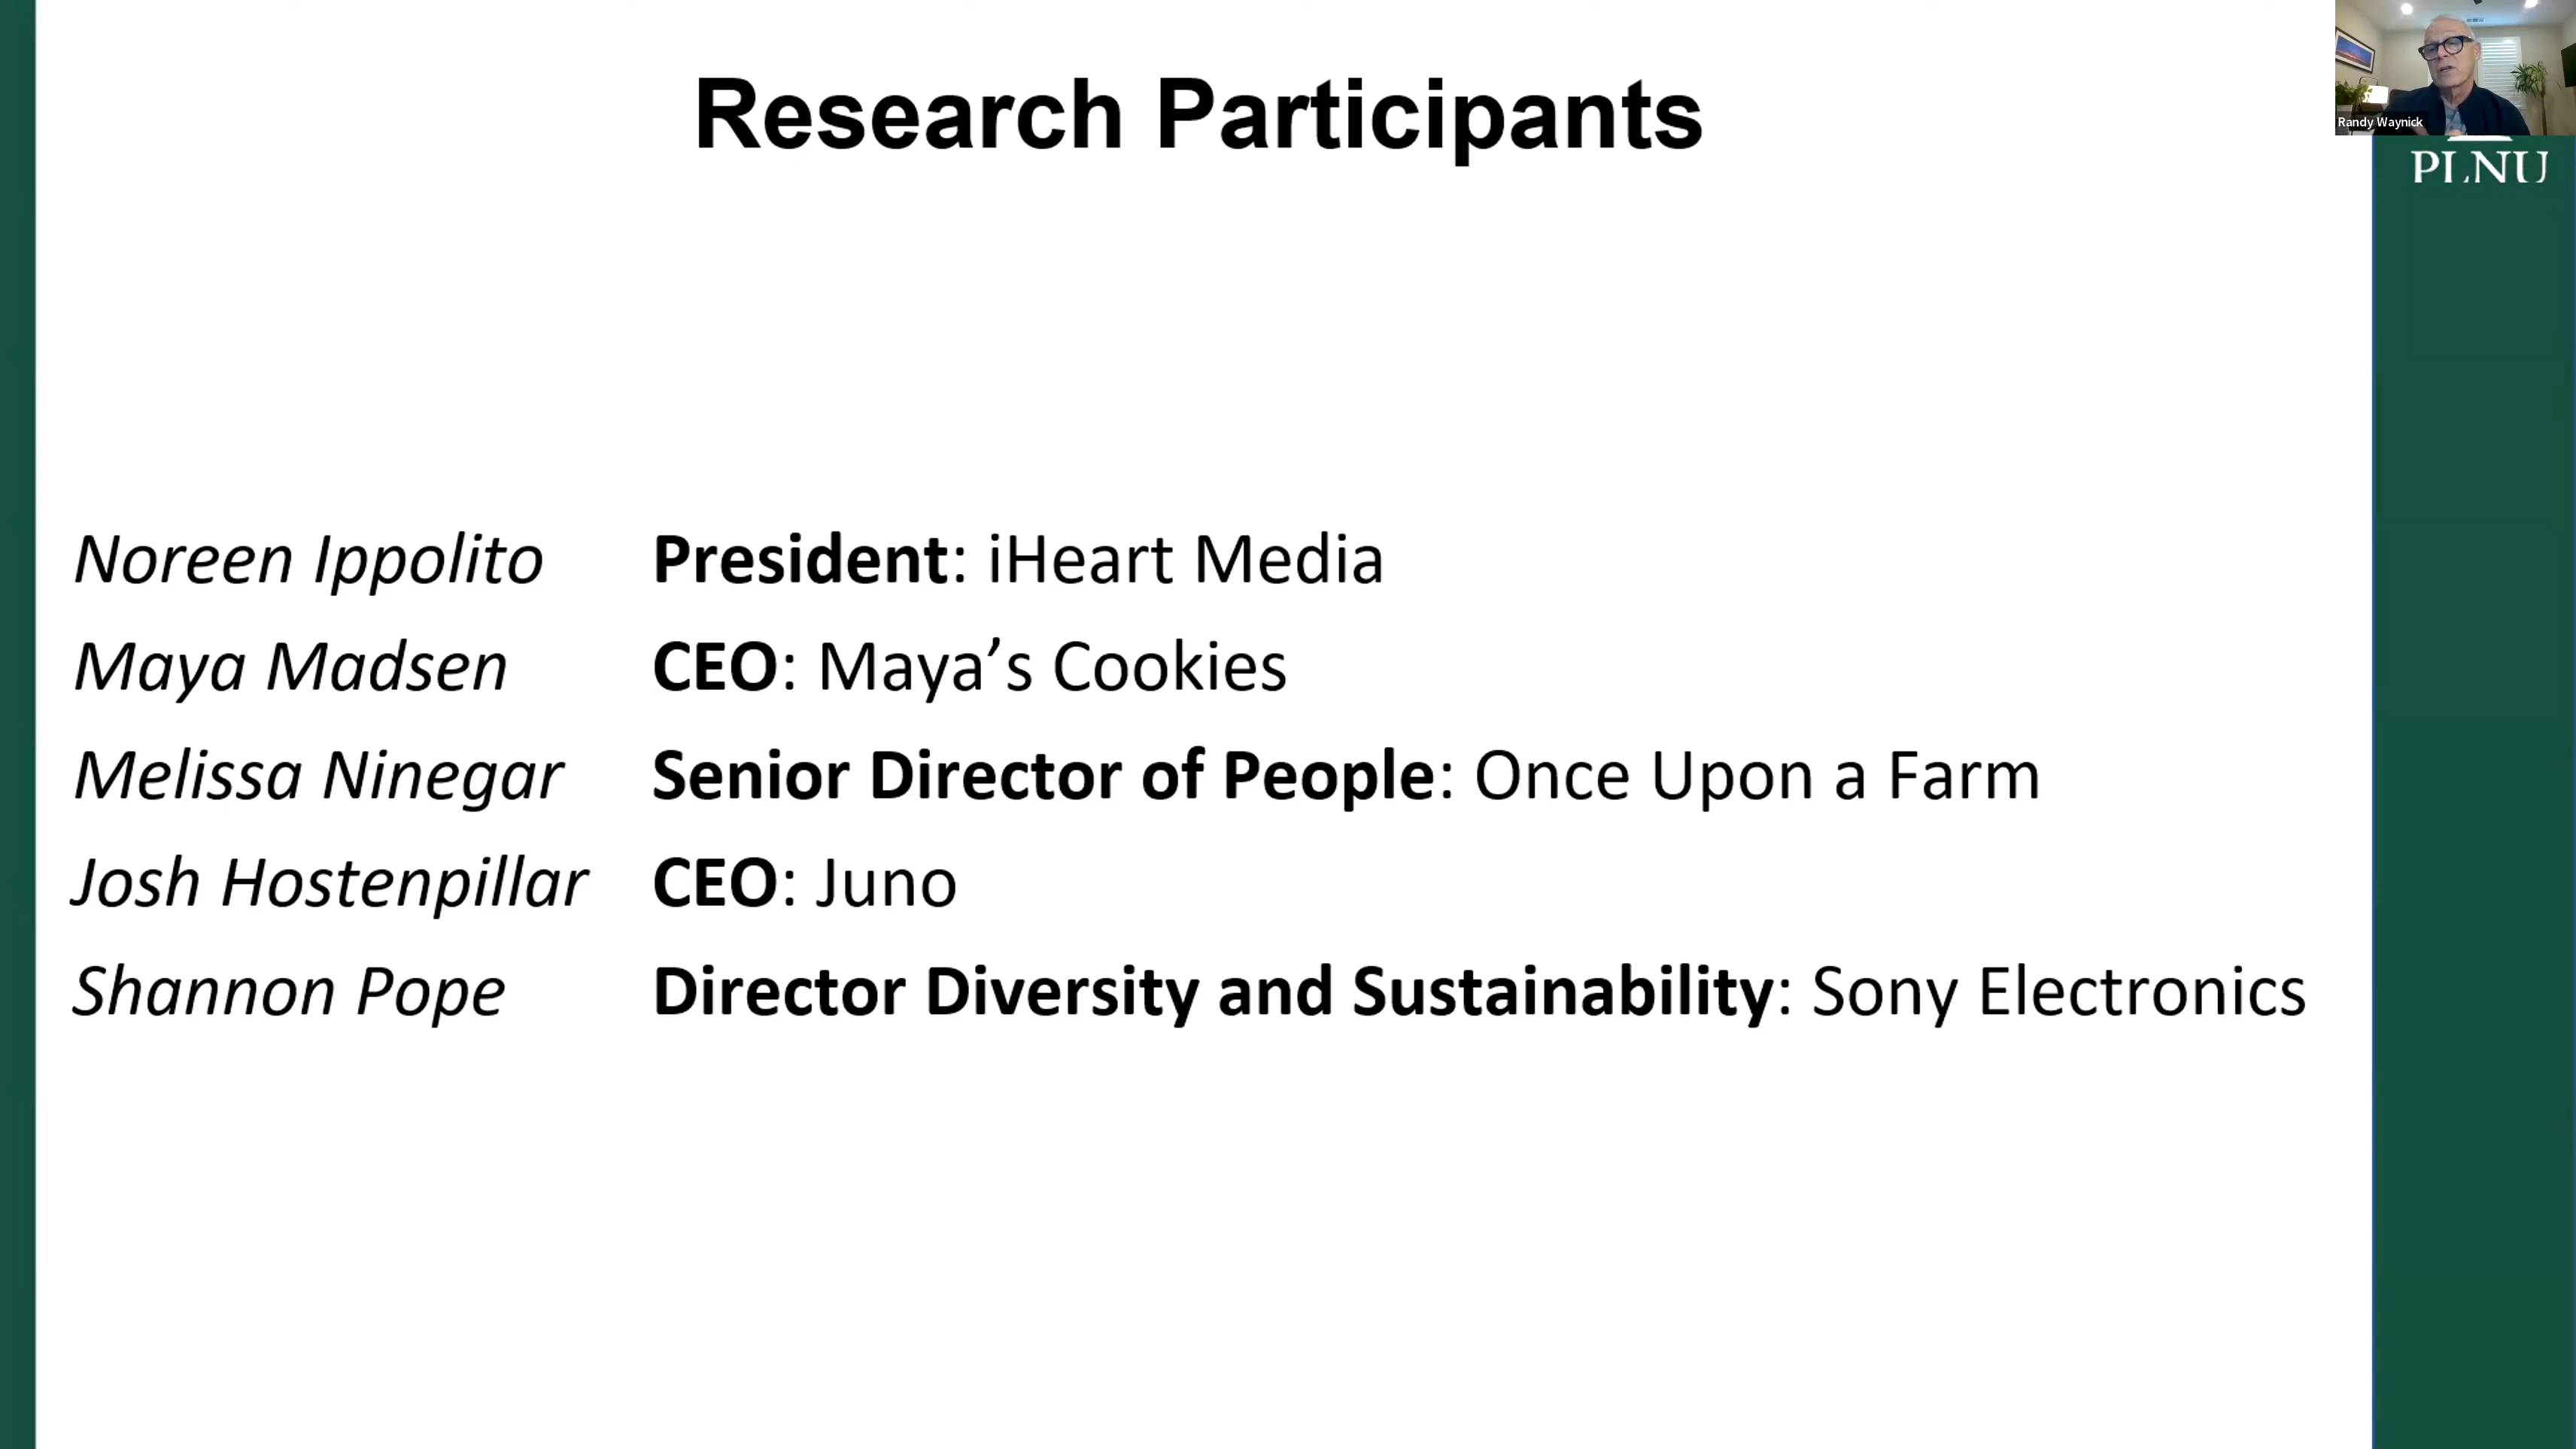 Research Participants
Randy Waynick
PLNU
Noreen Ippolito President: iHeart Media
Maya Madsen CEO: Maya’s Cookies
Melissa Ninegar Senior Director of People: Once Upon a Farm
Josh Hostenpillar CEO: Juno
Shannon Pope Director Diversity and Sustainability: Sony Electronics